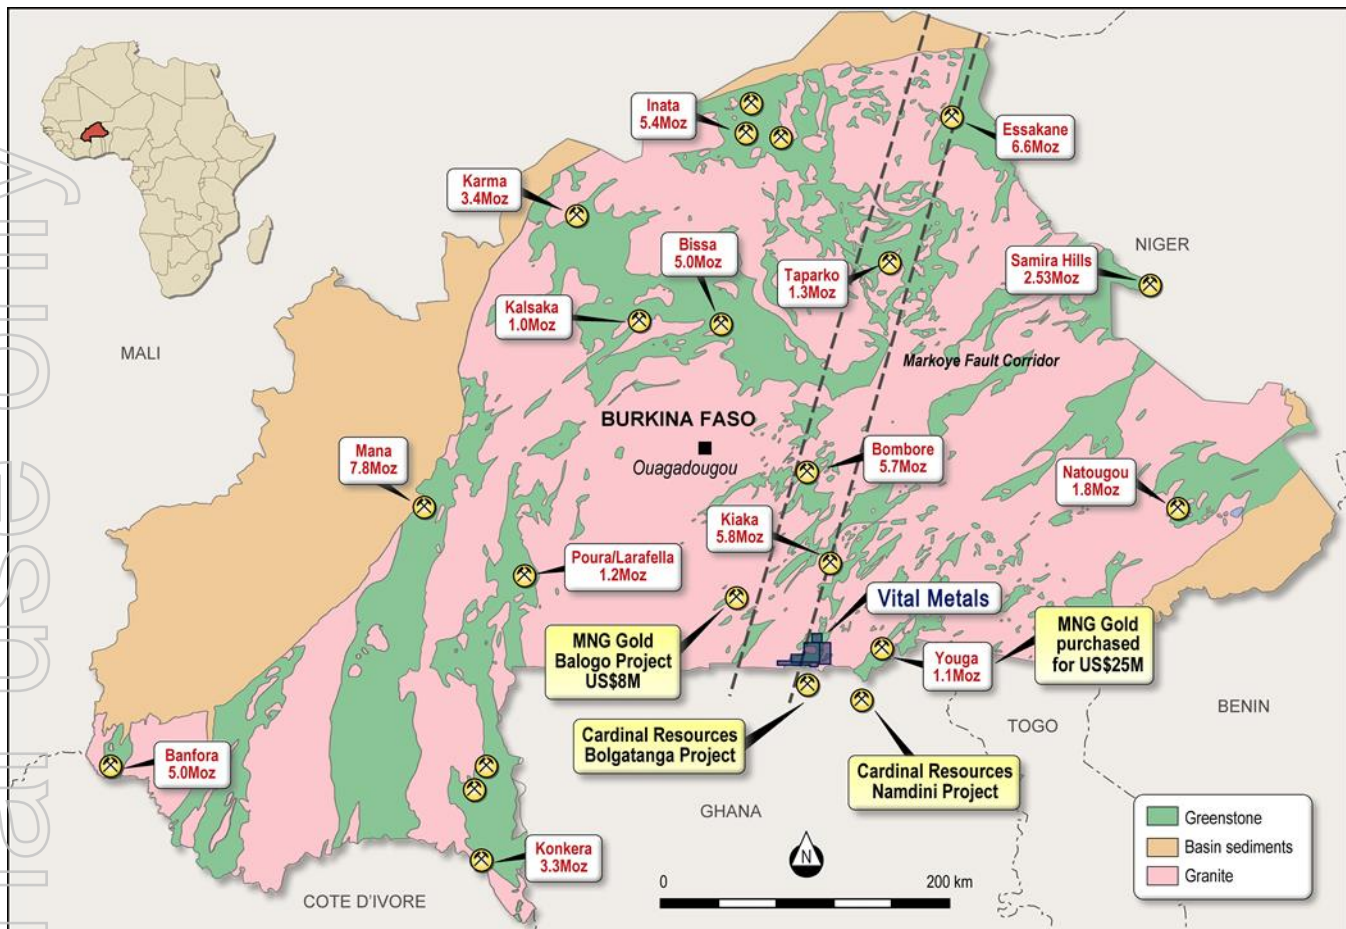 Inata
5.4Moz
Essakane
6.6Moz
Karma
3.4Moz
Bissa
5.0Moz
Taparko
1.3Moz
Samira Hills
2.53Moz
NIGER
Kalsaka
1.0Moz
MALI
Markoye Fault Corridor
BURKINA FASO
Ouagadougou
Mana
7.8Moz
Bombore
5.7Moz
Natougou
1.8Moz
Kiaka
5.8Moz
Poura/Larafella
1.2Moz
Vital Metals
MNG Gold
Balogo Project
US$8M
MNG Gold
purchased
for US$25M
Youga
1.1Moz
BENIN
TOGO
Cardinal Resources
Bolgatanga Project
Cardinal Resources
Namdini Project
Banfora
5.0Moz
GHANA
Konkera
3.3Moz
COTE D'IVORE
N
0 200 km
Greenstone
Basin sediments
Granite
use only